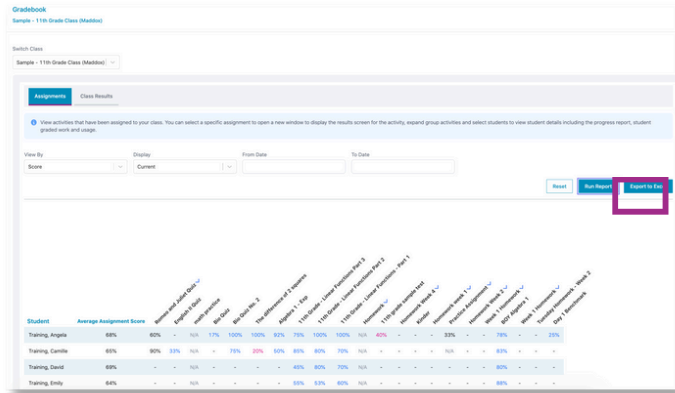 Gradebook
Sample - 11th Grade Class (Maddox)
Switch Class
Sample - 11th Grade Class (Maddox)
Assignments Class Results
View activities that have been assigned to your class. You can select a specific assignment to open a new window to display the results screen for the activity, expand group activities and select students to view student details including the progress report, student
graded work and usage.
View By Display From Date To Date
Score Current
Reset Run Report Export to
Student Average Assignment Score Romeo and Juliet Quiz English II Quiz math practice Bio Quiz Bio Quiz No. 2 The difference of 2 squares Algebra 1 - Exp. 11th Grade - Linear Functions Part 3 11th Grade - Linear Functions Part 2 11th Grade - Linear Functions - Part 1 Homework 11th grade sample test Homework Week 4 Kinder Homework week 1 Practice Assignment Homework Week 2 Week 1 Homework BOY Algebra 1 Week 1 Homework Tuesday Homework - Week 2 Day 1 Benchmark
Training, Angela 68% 60% - N/A 17% 100% 100% 92% 75% 100% 100% N/A 40% - - - 33% - - 78% - - 25%
Training, Camille 65% 90% 33% N/A - 75% 20% 50% 60% 80% 70% N/A - - - - N/A - - 83% - - -
Training, David 69% - - N/A - - - - 40% 80% 70% N/A - - - - - - - 80% - - -
Training, Emily 64% - - N/A - - - - 55% 53% 60% N/A - - - - - - - 88% - - -